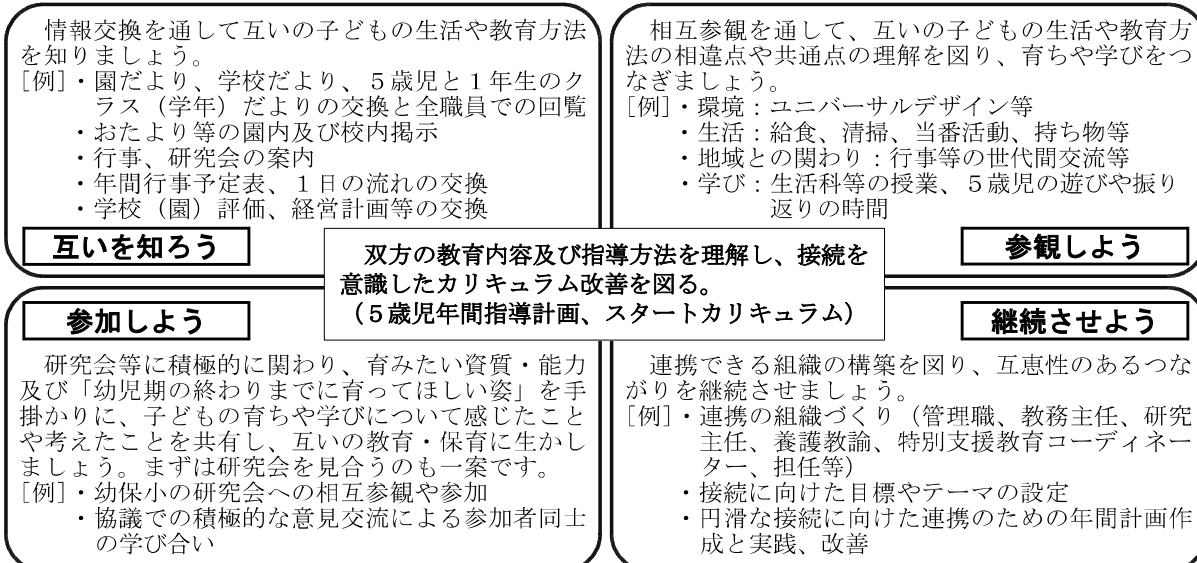 情報交換を通して互いの子どもの生活や教育方法
を知りましょう。
[例]・園だより、学校だより、５歳児と１年生のク
ラス（学年）だよりの交換と全職員での回覧
・おたより等の園内及び校内掲示
・行事、研究会の案内
・年間行事予定表、１日の流れの交換
・学校（園）評価、経営計画等の交換
互いを知ろう
相互参観を通して、互いの子どもの生活や教育方
法の相違点や共通点の理解を図り、育ちや学びをつ
なぎましょう。
[例]・環境：ユニバーサルデザイン等
・生活：給食、清掃、当番活動、持ち物等
・地域との関わり：行事等の世代間交流等
・学び：生活科等の授業、５歳児の遊びや振り
返りの時間
参観しよう
双方の教育内容及び指導方法を理解し、接続を
意識したカリキュラム改善を図る。
（５歳児年間指導計画、スタートカリキュラム）
参加しよう
研究会等に積極的に関わり、育みたい資質・能力
及び「幼児期の終わりまでに育ってほしい姿」を手
掛かりに、子どもの育ちや学びについて感じたこと
や考えたことを共有し、互いの教育・保育に生かし
ましょう。まずは研究会を見合うのも一案です。
[例]・幼保小の研究会への相互参観や参加
・協議での積極的な意見交流による参加者同士
の学び合い
継続させよう
連携できる組織の構築を図り、互恵性のあるつな
がりを継続させましょう。
[例]・連携の組織づくり（管理職、教務主任、研究
主任、養護教諭、特別支援教育コーディネー
ター、担任等）
・接続に向けた目標やテーマの設定
・円滑な接続に向けた連携のための年間計画作
成と実践、改善